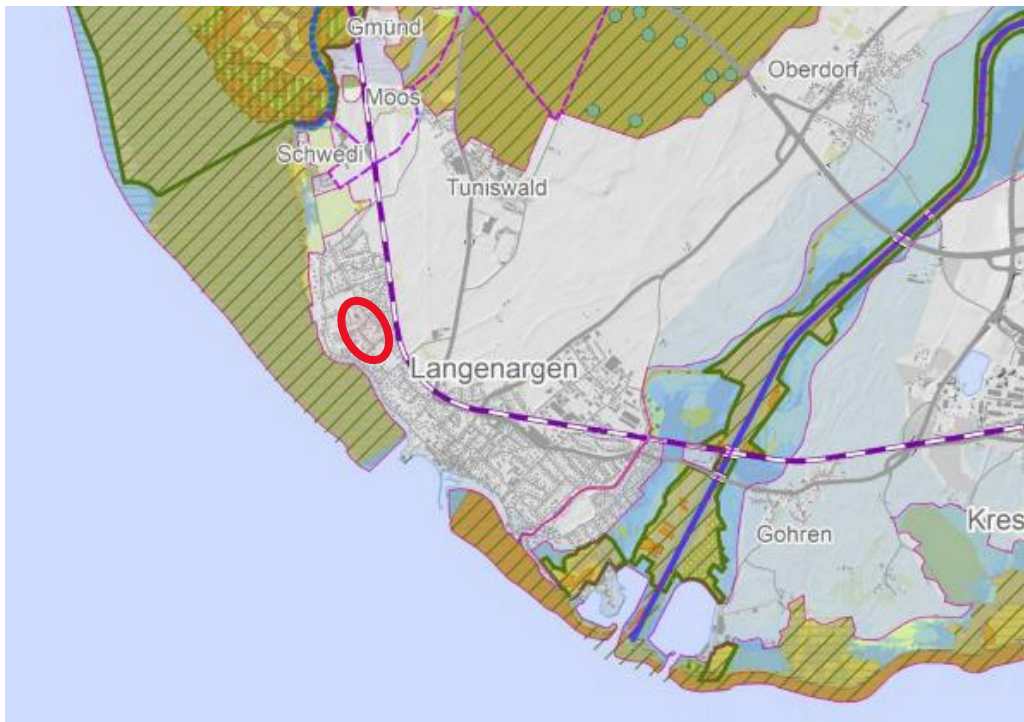 Gmünd
Oberdorf
Moos
Schwedi
Tuniswald
Langenargen
Kres
Gohren